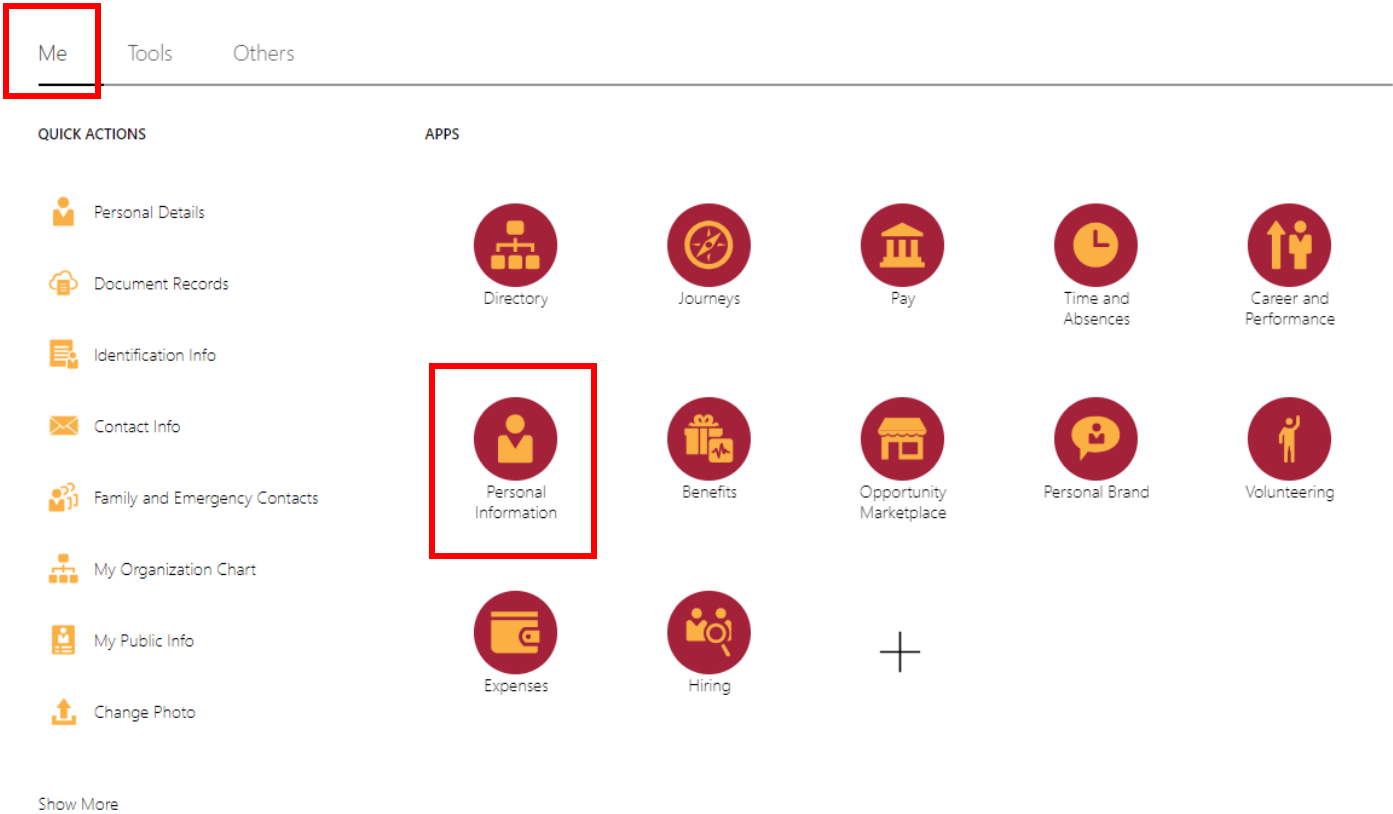 Me
Tools
Others
QUICK ACTIONS
Personal Details
Document Records
Identification Info
Contact Info
Family and Emergency Contacts
My Organization Chart
My Public Info
Change Photo
Show More
APPS
Directory
Journeys
Pay
Time and
Absences
Career and
Performance
Personal
Information
Benefits
Opportunity
Marketplace
Personal Brand
Volunteering
Expenses
Hiring